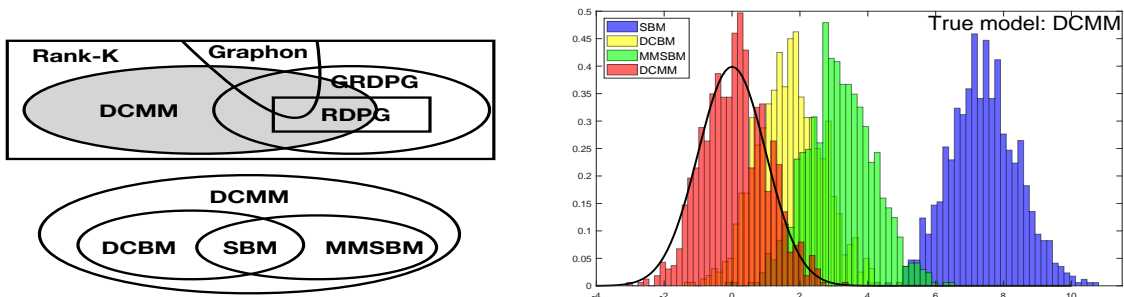 Rank-K
Graphon
GRDPG
DCMM
RDPG
DCMM
DCBM
SBM
MMSBM
0.5
0.45
0.4
0.35
0.3
0.25
0.2
0.15
0.1
0.05
0
-4
-2
0
2
4
6
8
10
SBM
DCBM
MMSBM
DCMM
True model: DCMM